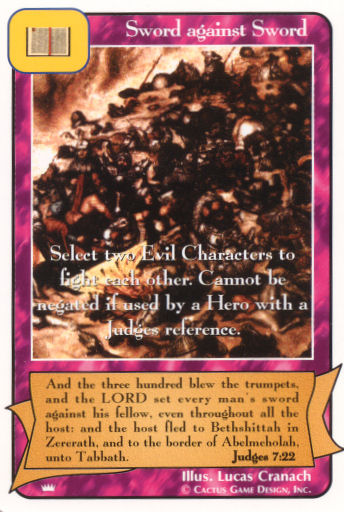 Sword against Sword
Select two Evil Characters to
fight each other. Cannot be
negated if used by a Hero with a
Judges reference.
And the three hundred blew the trumpets,
and the LORD set every man's sword
against his fellow, even throughout all the
host: and the host fled to Bethshittah in
Zererath, and to the border of Abelmeholah,
unto Tabbath. Judges 7:22
Illus. Lucas Cranach
© CACTUS GAME DESIGN, INC.